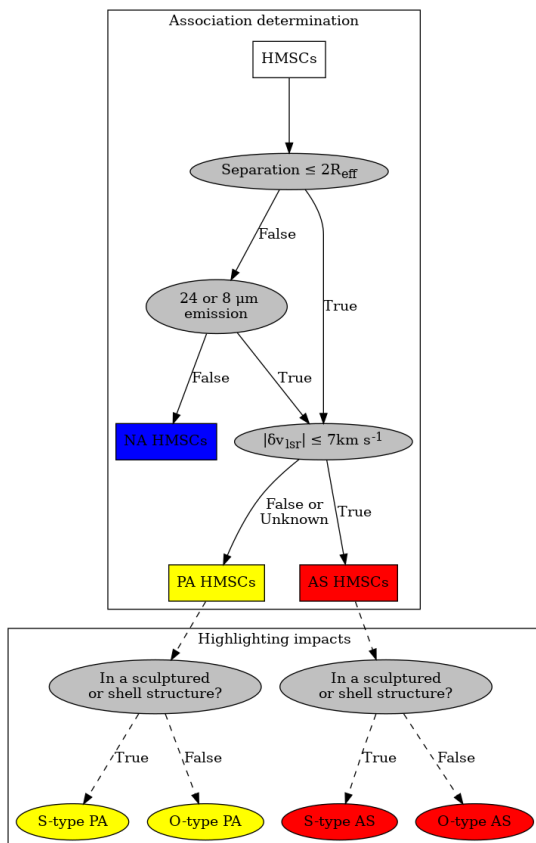 Association determination
HMSCs
Separation ≤ 2R_eff
False
24 or 8 μm
emission
True
False
True
NA HMSCs
|δv_lsr| ≤ 7km s^-1
False or
Unknown
True
PA HMSCs
AS HMSCs
Highlighting impacts
In a sculptured
or shell structure?
In a sculptured
or shell structure?
True
False
True
False
S-type PA
O-type PA
S-type AS
O-type AS